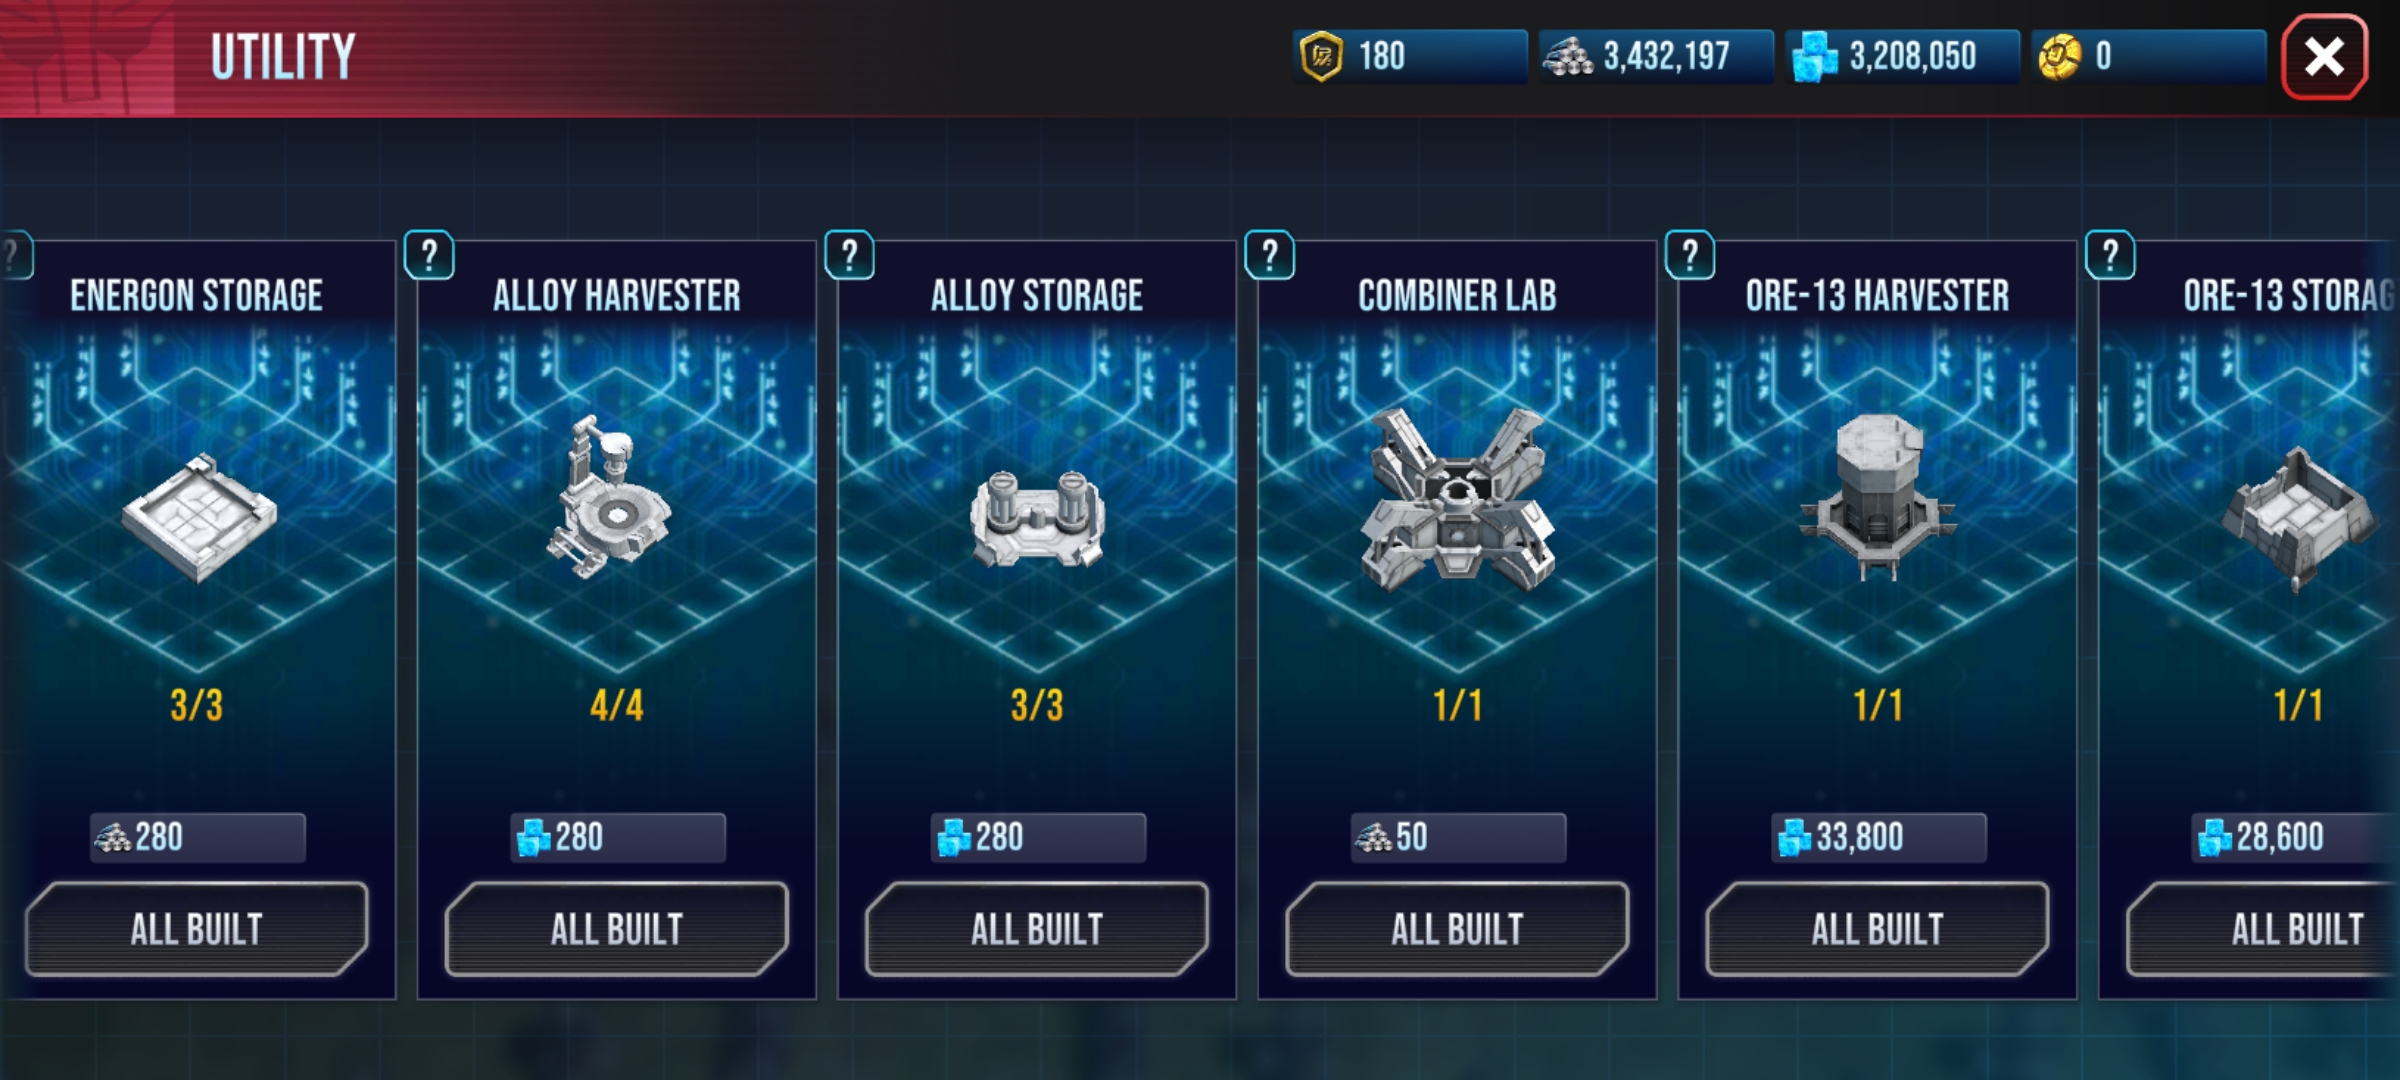 UTILITY
180
3,432,197
3,208,050
0
?
?
?
?
?
?
ENERGON STORAGE
ALLOY HARVESTER
ALLOY STORAGE
COMBINER LAB
ORE-13 HARVESTER
ORE-13 STORAG
3/3
4/4
3/3
1/1
1/1
1/1
280
280
280
50
33,800
28,600
ALL BUILT
ALL BUILT
ALL BUILT
ALL BUILT
ALL BUILT
ALL BUILT